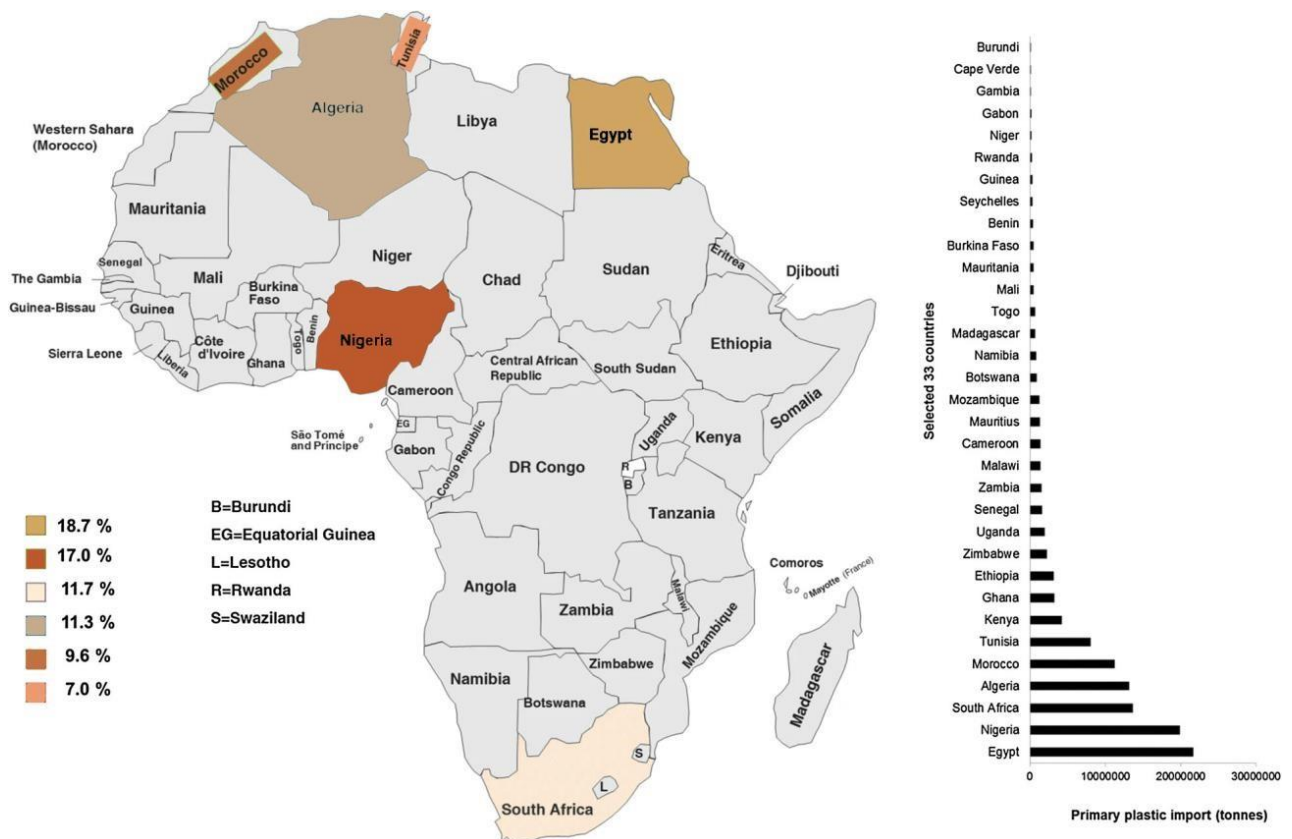 Morocco
Tunisia
Algeria
Libya
Egypt
Western Sahara
(Morocco)
Mauritania
Mali
Niger
Chad
Sudan
Eritrea
Djibouti
Senegal
The Gambia
Guinea-Bissau
Guinea
Sierra Leone
Liberia
Côte
d'Ivoire
Burkina
Faso
Ghana
Togo
Benin
Nigeria
Cameroon
Central African
Republic
South Sudan
Ethiopia
Somalia
EG
São Tomé
and Príncipe
Gabon
Congo Republic
DR Congo
Uganda
Kenya
R
B
Tanzania
Comoros
Mayotte (France)
Angola
Zambia
Malawi
Mozambique
Madagascar
Namibia
Botswana
Zimbabwe
South Africa
S
L
18.7 %
17.0 %
11.7 %
11.3 %
9.6 %
7.0 %
B=Burundi
EG=Equatorial Guinea
L=Lesotho
R=Rwanda
S=Swaziland
Selected 33 countries
Burundi
Cape Verde
Gambia
Gabon
Niger
Rwanda
Guinea
Seychelles
Benin
Burkina Faso
Mauritania
Mali
Togo
Madagascar
Namibia
Botswana
Mozambique
Mauritius
Cameroon
Malawi
Zambia
Senegal
Uganda
Zimbabwe
Ethiopia
Ghana
Kenya
Tunisia
Morocco
Algeria
South Africa
Nigeria
Egypt
0 10000000 20000000 30000000
Primary plastic import (tonnes)